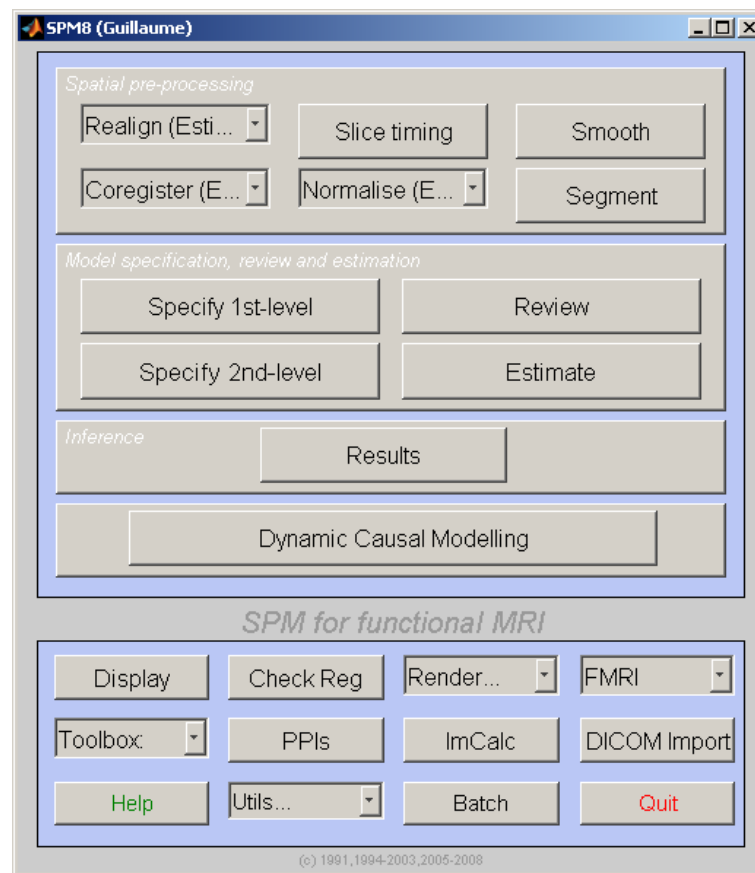 SPM8 (Guillaume)
Spatial pre-processing
Realign (Esti...
Slice timing
Smooth
Coregister (E...
Normalise (E...
Segment
Model specification, review and estimation
Specify 1st-level
Review
Specify 2nd-level
Estimate
Inference
Results
Dynamic Causal Modelling
SPM for functional MRI
Display
Check Reg
Render...
FMRI
Toolbox:
PPIs
ImCalc
DICOM Import
Help
Utils...
Batch
Quit
(c) 1991,1994-2003,2005-2008